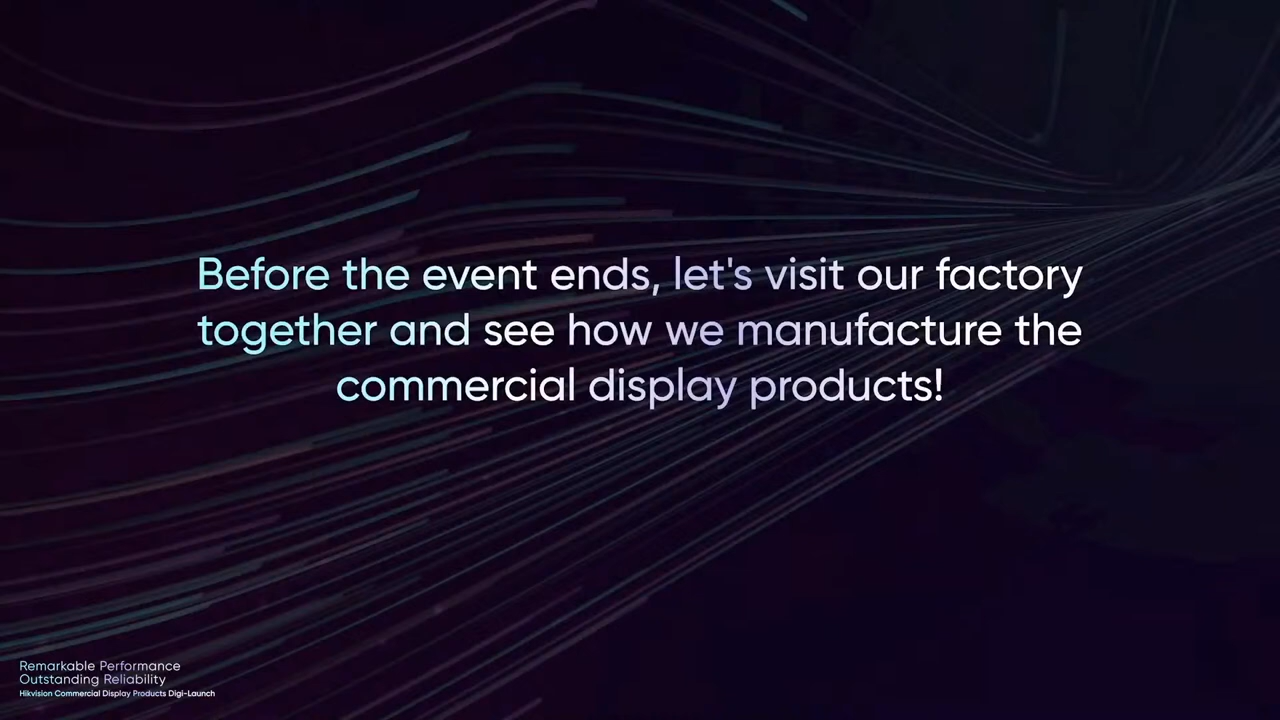 Before the event ends, let's visit our factory
together and see how we manufacture the
commercial display products!
Remarkable Performance
Outstanding Reliability
Hikvision Commercial Display Products Digi-Launch